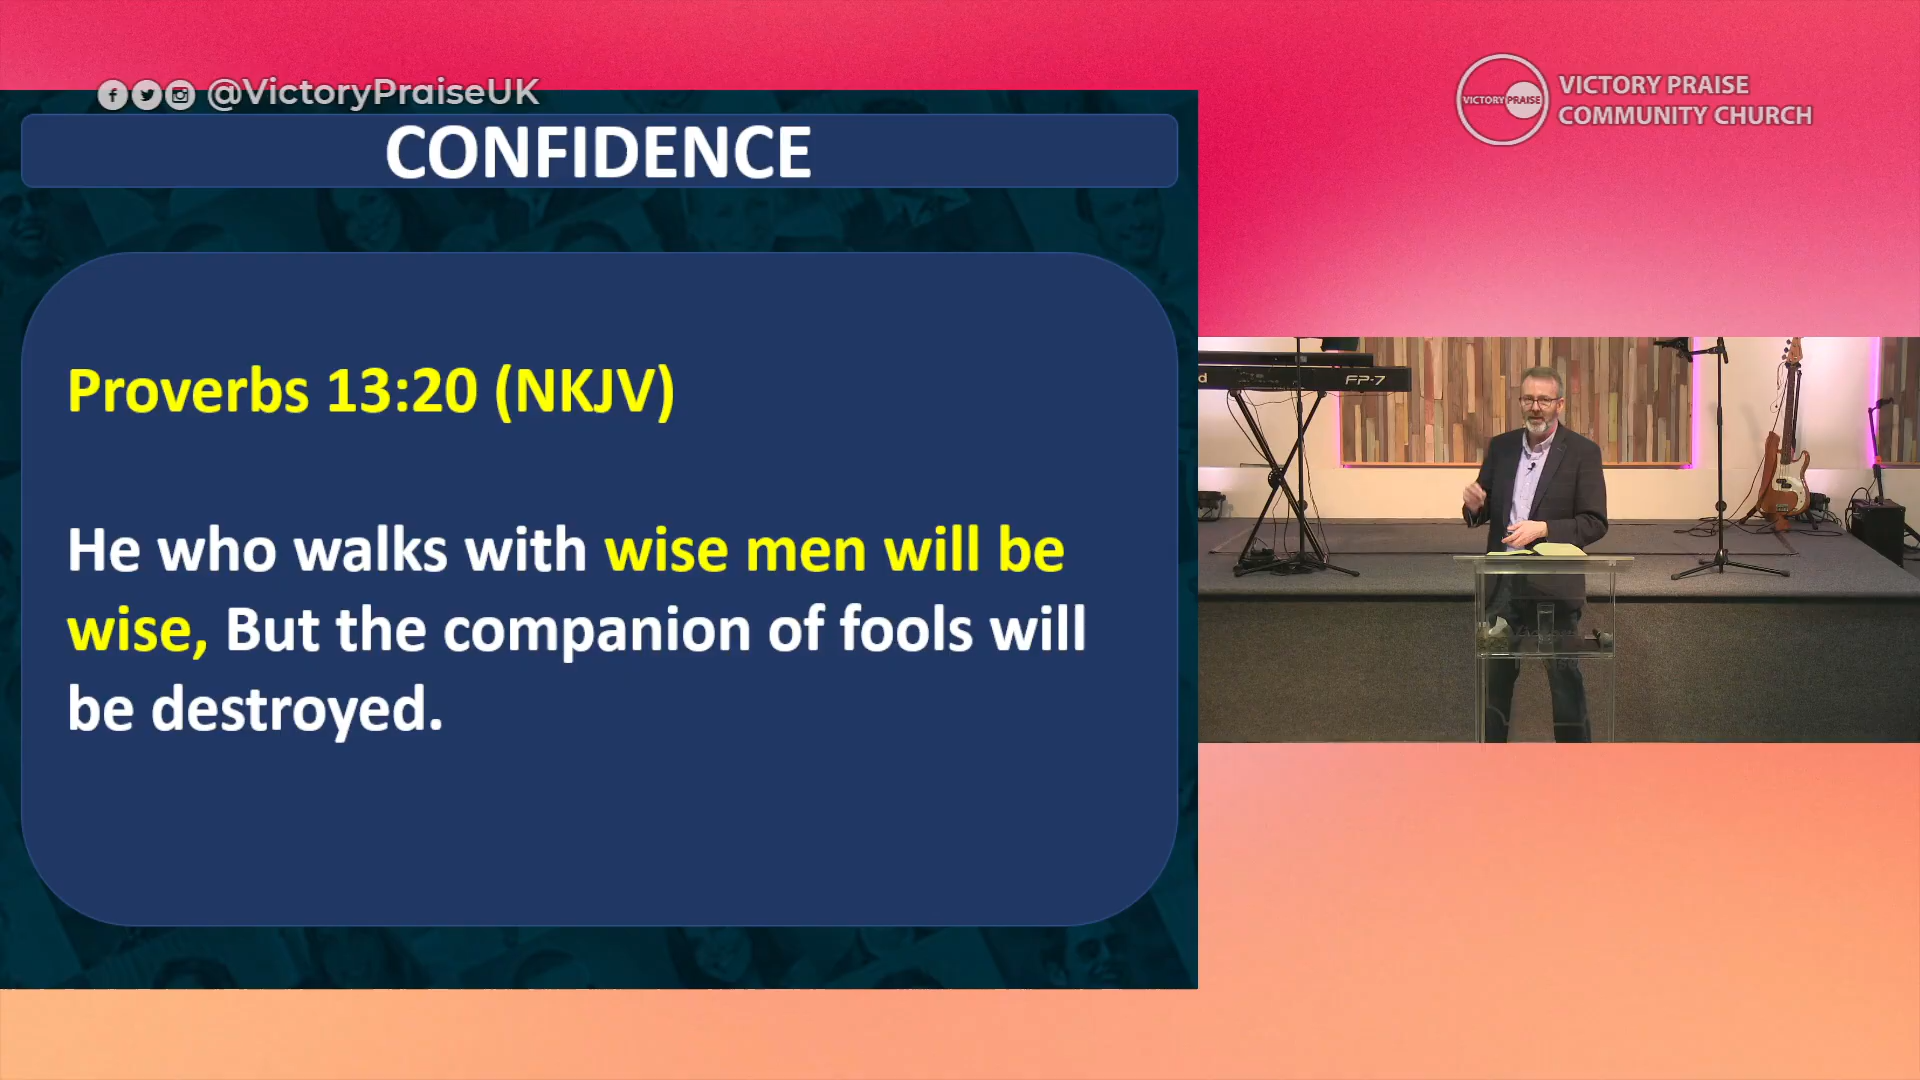 @VictoryPraiseUK
VICTORY PRAISE
VICTORY PRAISE
COMMUNITY CHURCH
CONFIDENCE
Proverbs 13:20 (NKJV)
He who walks with wise men will be
wise, But the companion of fools will
be destroyed.
FP-7